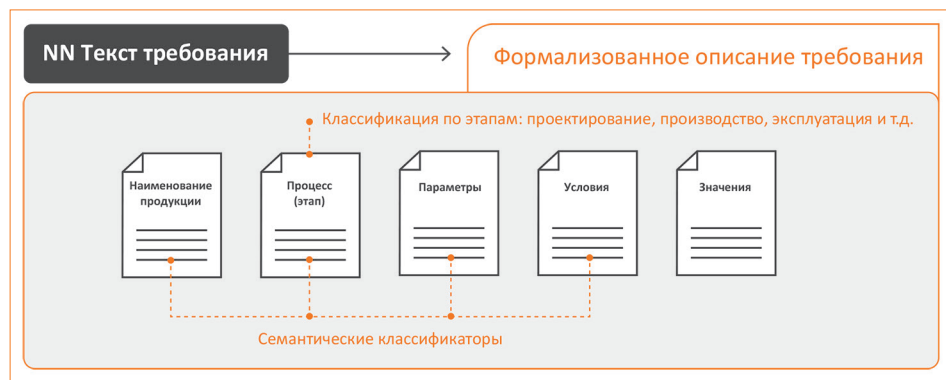 NN Текст требования
Формализованное описание требования
Классификация по этапам: проектирование, производство, эксплуатация и т.д.
Наименование
продукции
Процесс
(этап)
Параметры
Условия
Значения
Семантические классификаторы